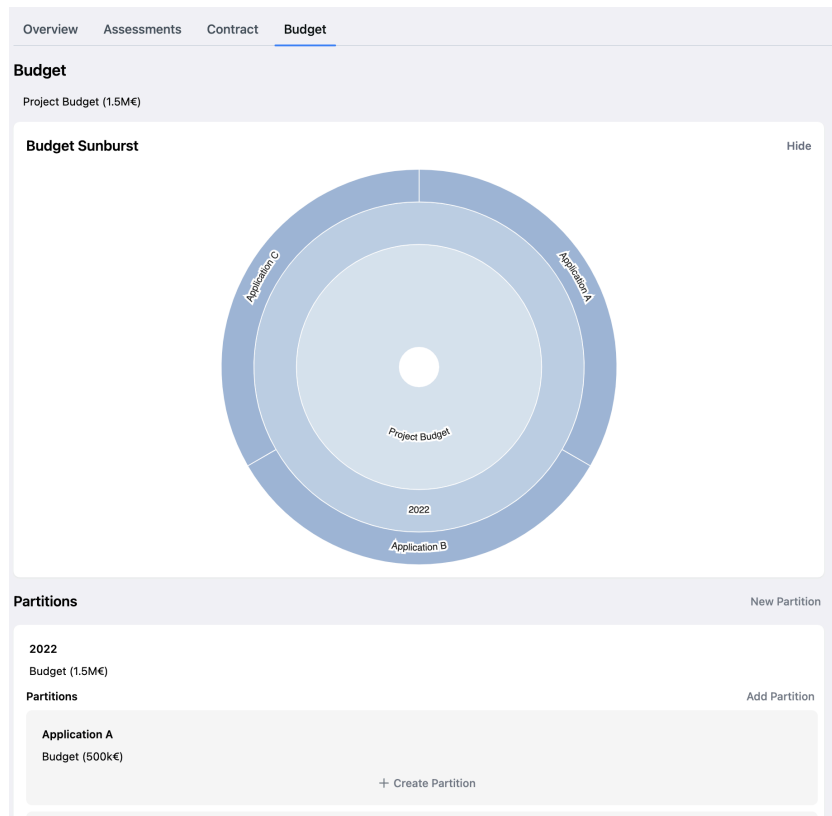 Overview Assessments Contract Budget
Budget
Project Budget (1.5M€)
Budget Sunburst Hide
Application C
Application A
Project Budget
2022
Application B
Partitions New Partition
2022
Budget (1.5M€)
Partitions Add Partition
Application A
Budget (500k€)
+ Create Partition